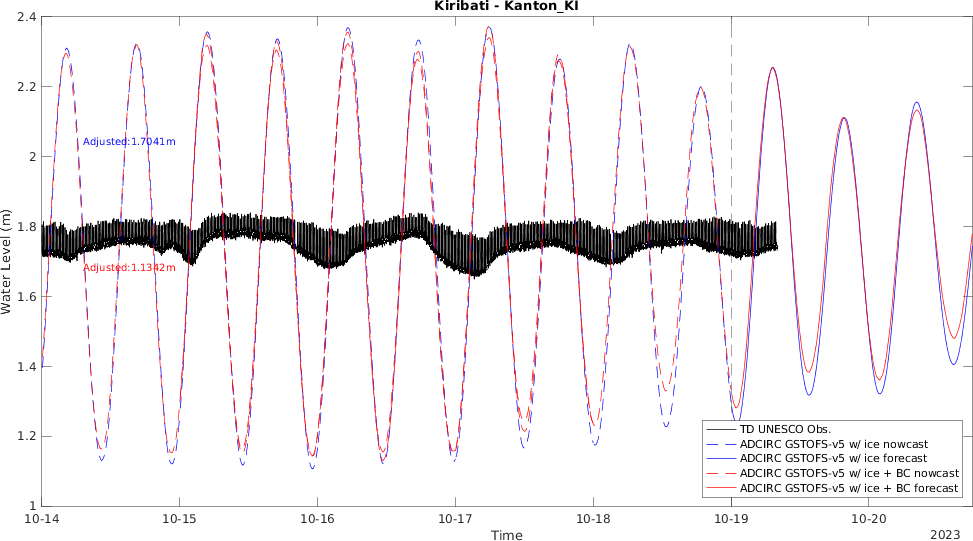 Kiribati - Kanton_KI
2.4
2.2
2
1.8
1.6
1.4
1.2
1
Water Level (m)
Adjusted:1.7041m
Adjusted:1.1342m
TD UNESCO Obs.
ADCIRC GSTOFS-v5 w/ ice nowcast
ADCIRC GSTOFS-v5 w/ ice forecast
ADCIRC GSTOFS-v5 w/ ice + BC nowcast
ADCIRC GSTOFS-v5 w/ ice + BC forecast
10-14 10-15 10-16 10-17 10-18 10-19 10-20
Time
2023